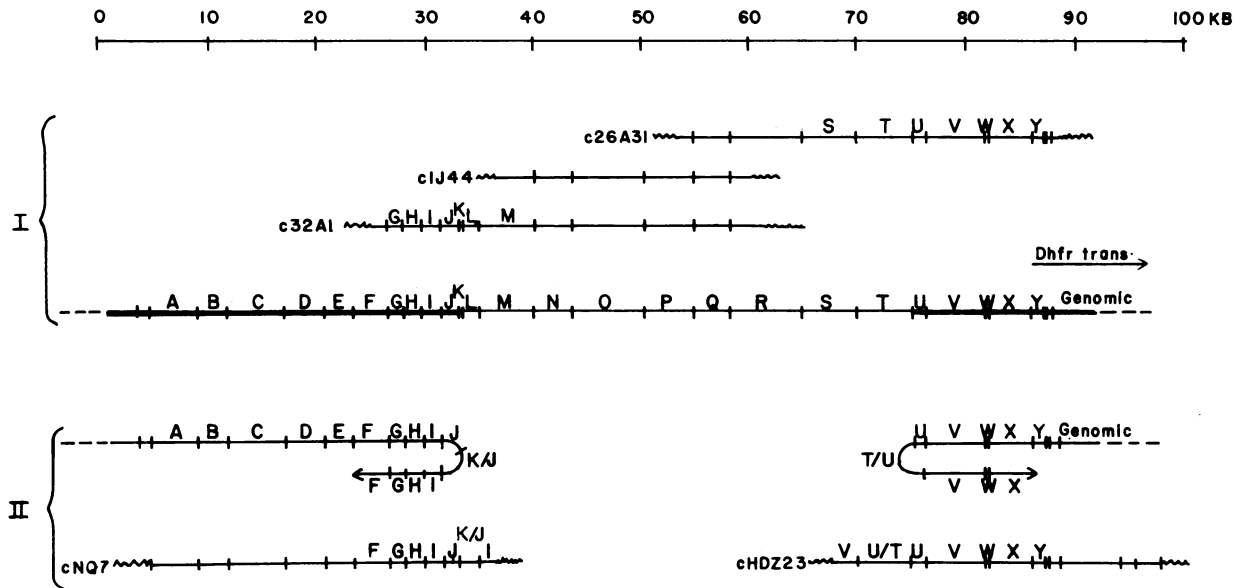 0 10 20 30 40 50 60 70 80 90 100 KB
I
c26A31 S T U V W X Y
c1J44
c32A1 G H I J K L M
Dhfr trans.
A B C D E F G H I J K L M N O P Q R S T U V W X Y Genomic
II
A B C D E F G H I J
K/J
F G H I
U V W X Y Genomic
T/U
V W X
cNQ7 F G H I J K/J I
cHDZ23 V U/T U V W X Y